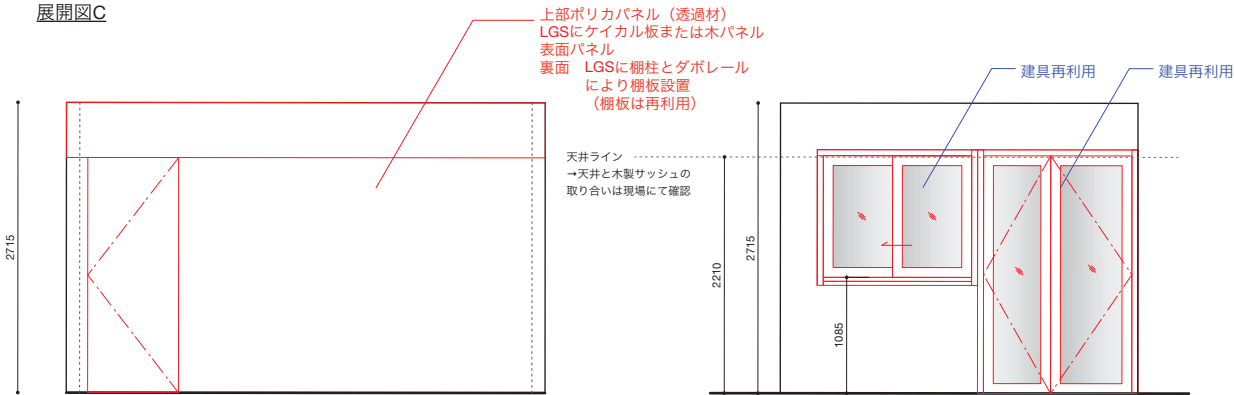 展開図C
上部ポリカパネル（透過材）
LGSにケイカル板または木パネル
表面パネル
裏面　LGSに棚柱とダボレール
により棚板設置
（棚板は再利用）
2715
天井ライン
→天井と木製サッシュの
取り合いは現場にて確認
建具再利用
建具再利用
2210
2715
1085